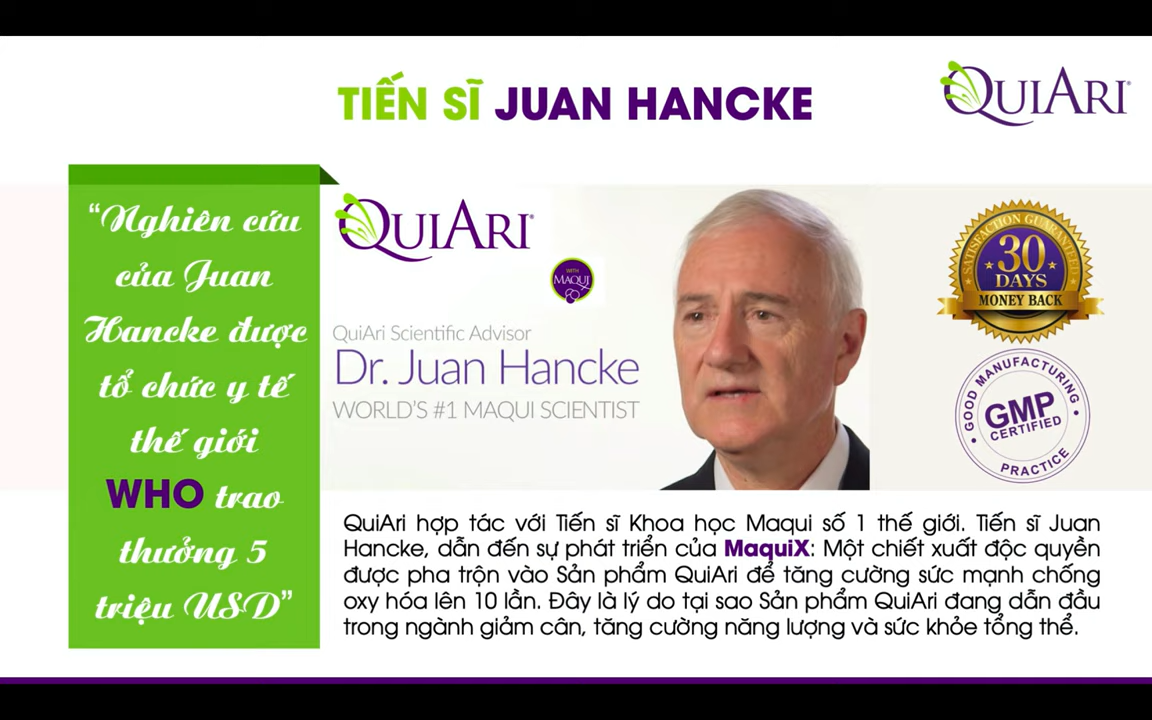 TIẾN SĨ JUAN HANCKE
QUIARI
“Nghiên cứu
của Juan
Hancke được
tổ chức y tế
thế giới
WHO trao
thưởng 5
triệu USD”
QUIARI
WITH
MAQUI
QuiAri Scientific Advisor
Dr. Juan Hancke
WORLD'S #1 MAQUI SCIENTIST
SATISFACTION GUARANTEED
30
DAYS
MONEY BACK
GOOD MANUFACTURING
GMP
CERTIFIED
PRACTICE
QuiAri hợp tác với Tiến sĩ Khoa học Maqui số 1 thế giới. Tiến sĩ Juan
Hancke, dẫn đến sự phát triển của MaquiX: Một chiết xuất độc quyền
được pha trộn vào Sản phẩm QuiAri để tăng cường sức mạnh chống
oxy hóa lên 10 lần. Đây là lý do tại sao Sản phẩm QuiAri đang dẫn đầu
trong ngành giảm cân, tăng cường năng lượng và sức khỏe tổng thể.